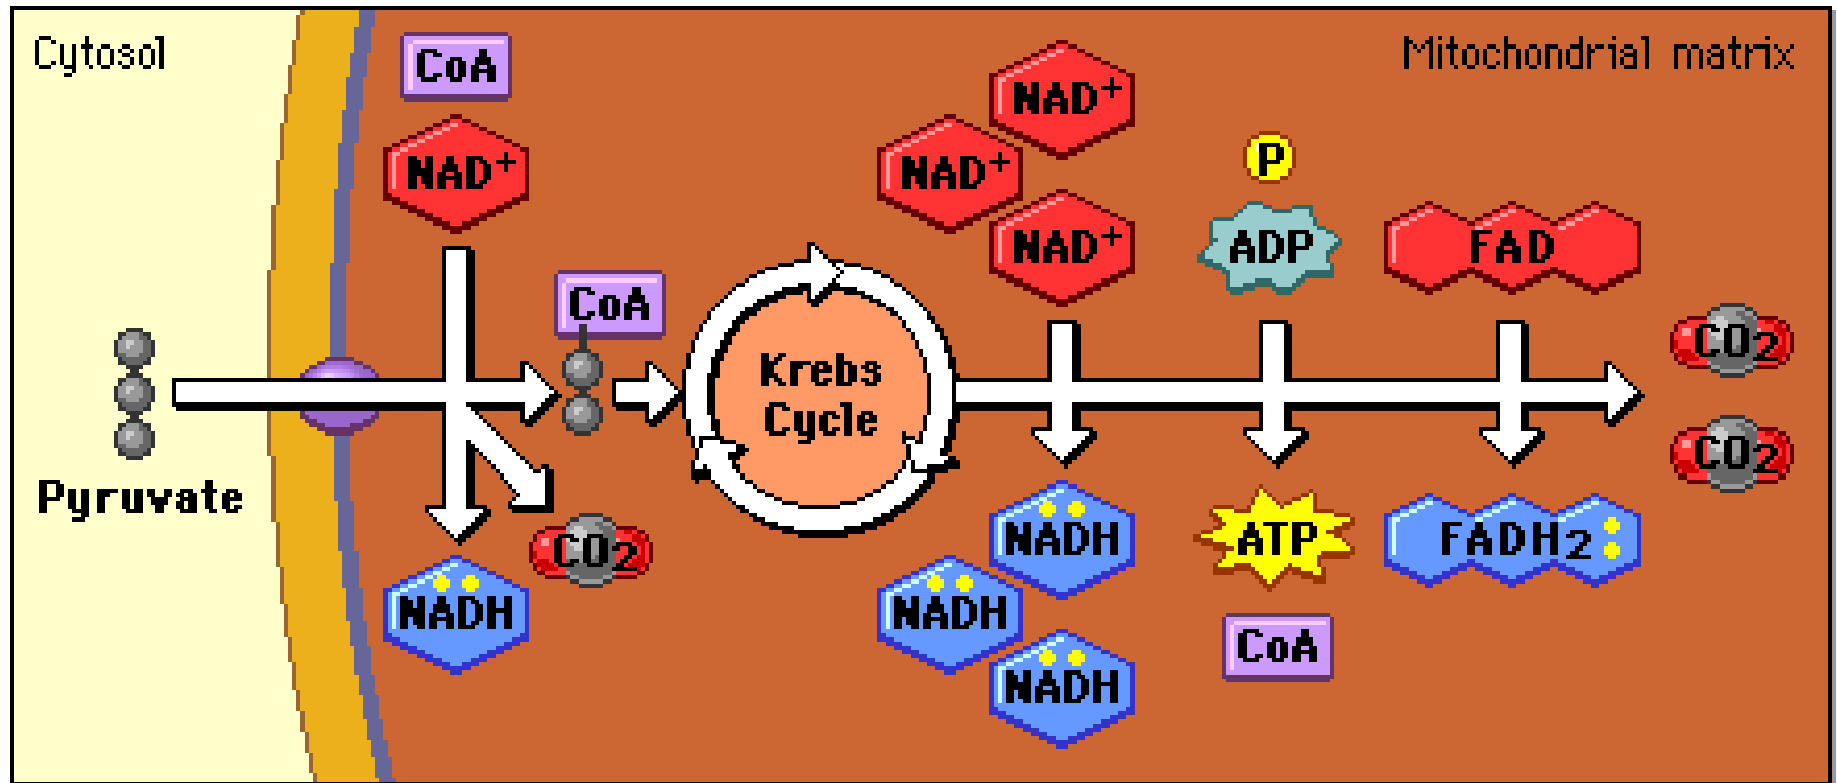 Cytosol
Mitochondrial matrix
CoA
NAD+
NAD+
NAD+
NAD+
P
ADP
FAD
CoA
CO2
Krebs
Cycle
Pyruvate
CO2
CO2
NADH
NADH
NADH
NADH
ATP
FADH2
CoA